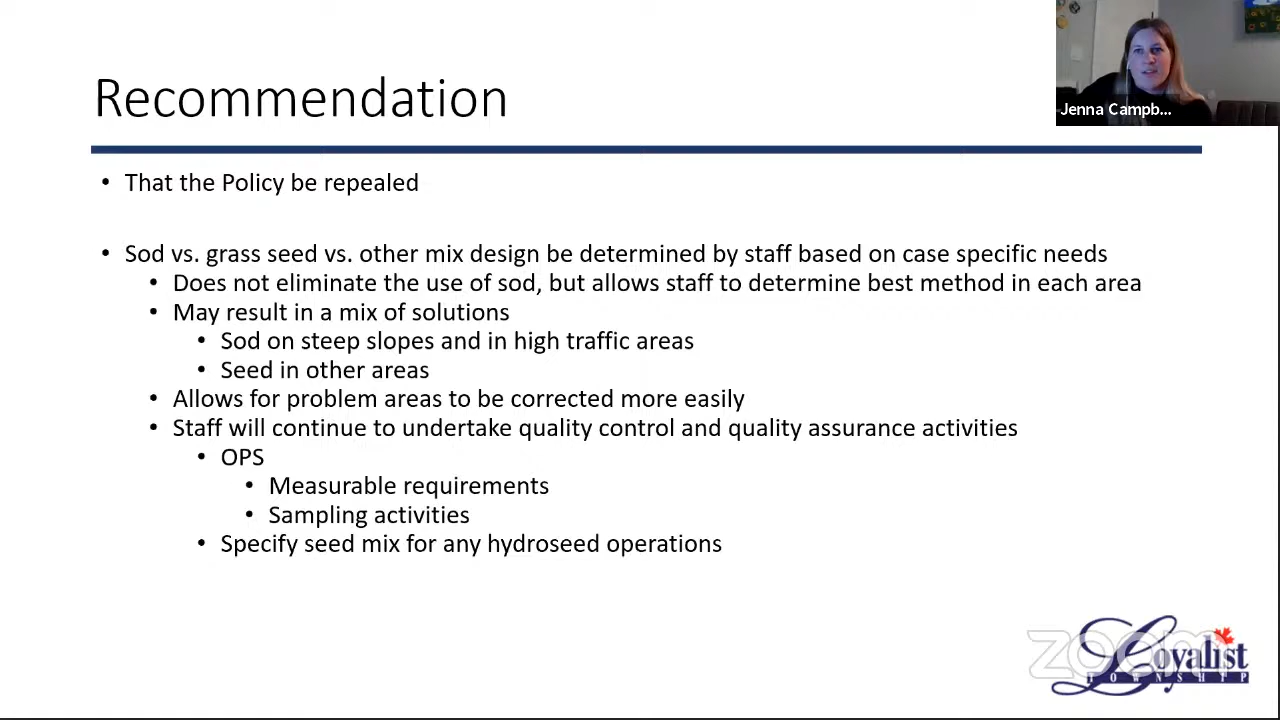 Recommendation
Jenna Campb...
• That the Policy be repealed
• Sod vs. grass seed vs. other mix design be determined by staff based on case specific needs
• Does not eliminate the use of sod, but allows staff to determine best method in each area
• May result in a mix of solutions
• Sod on steep slopes and in high traffic areas
• Seed in other areas
• Allows for problem areas to be corrected more easily
• Staff will continue to undertake quality control and quality assurance activities
• OPS
• Measurable requirements
• Sampling activities
• Specify seed mix for any hydroseed operations
zoom
Loyalist
TOWNSHIP